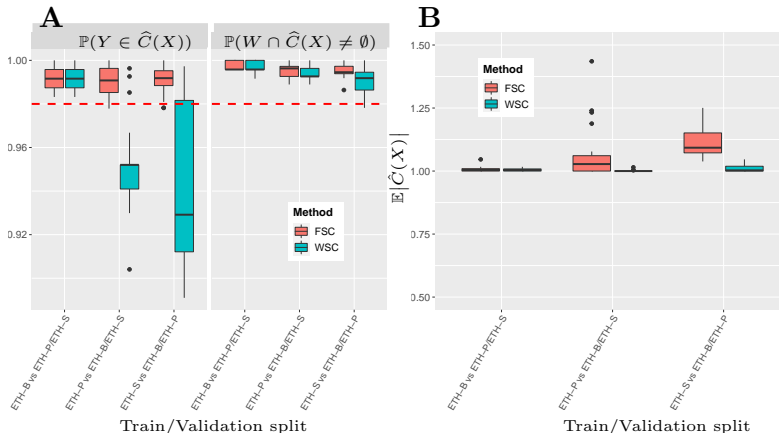 A
ℙ(Y ∈ Ĉ(X))
ℙ(W ∩ Ĉ(X) ≠ ∅)
1.00
0.96
0.92
Method
FSC
WSC
ETH−B vs ETH−P/ETH−S
ETH−P vs ETH−B/ETH−S
ETH−S vs ETH−B/ETH−P
ETH−B vs ETH−P/ETH−S
ETH−P vs ETH−B/ETH−S
ETH−S vs ETH−B/ETH−P
Train/Validation split
B
𝔼|Ĉ(X)|
1.50
1.25
1.00
0.75
0.50
Method
FSC
WSC
ETH−B vs ETH−P/ETH−S
ETH−P vs ETH−B/ETH−S
ETH−S vs ETH−B/ETH−P
Train/Validation split